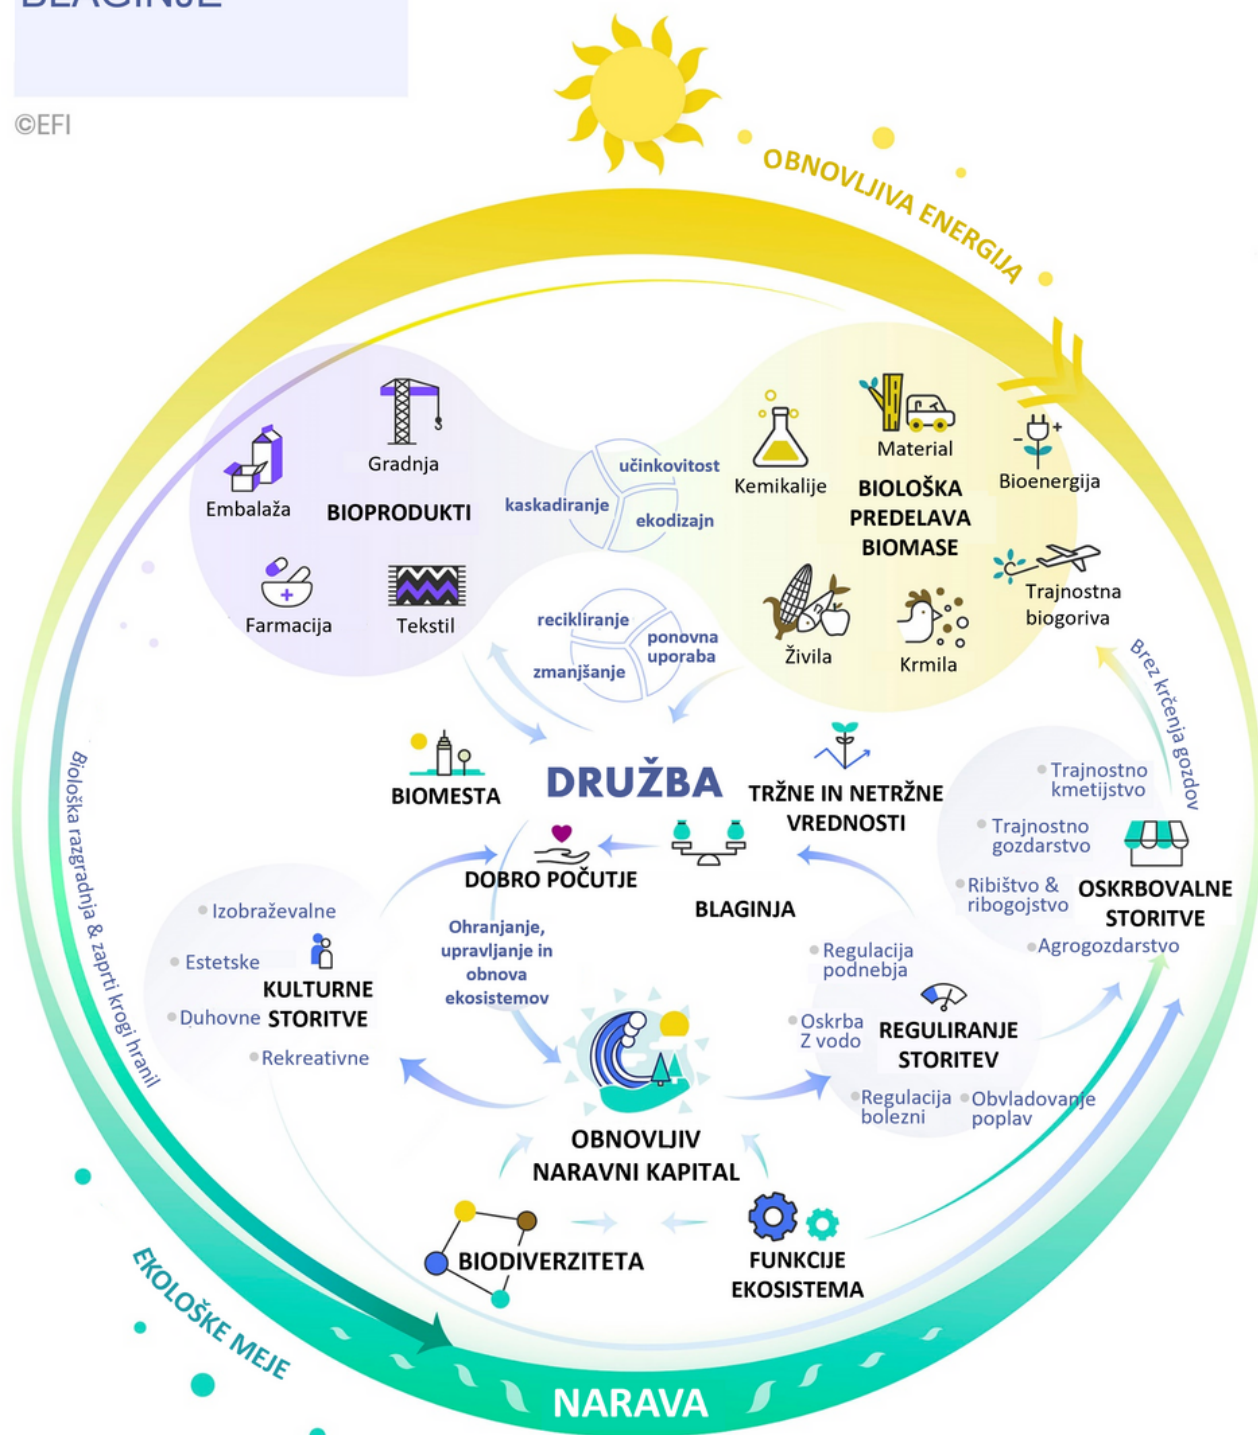 BLAGINJE
©EFI
OBNOVLJIVA ENERGIJA
Gradnja
Embalaža
BIOPRODUKTI
Farmacija
Tekstil
učinkovitost
kaskadiranje
ekodizajn
recikliranje
ponovna
uporaba
zmanjšanje
Material
Kemikalije
Bioenergija
BIOLOŠKA
PREDELAVA
BIOMASE
Trajnostna
biogoriva
Živila
Krmila
Brez krčenja gozdov
BIOMESTA
DRUŽBA
TRŽNE IN NETRŽNE
VREDNOSTI
DOBRO POČUTJE
BLAGINJA
Trajnostno
kmetijstvo
Trajnostno
gozdarstvo
Ribištvo &
ribogojstvo
OSKRBOVALNE
STORITVE
Agrogozdarstvo
Biološka razgradnja & zaprti krogi hranil
Izobraževalne
Estetske
KULTURNE
STORITVE
Duhovne
Rekreativne
Ohranjanje,
upravljanje in
obnova
ekosistemov
Regulacija
podnebja
Oskrba
Z vodo
REGULIRANJE
STORITEV
Regulacija
bolezni
Obvladovanje
poplav
OBNOVLJIV
NARAVNI KAPITAL
BIODIVERZITETA
FUNKCIJE
EKOSISTEMA
EKOLOŠKE MEJE
NARAVA